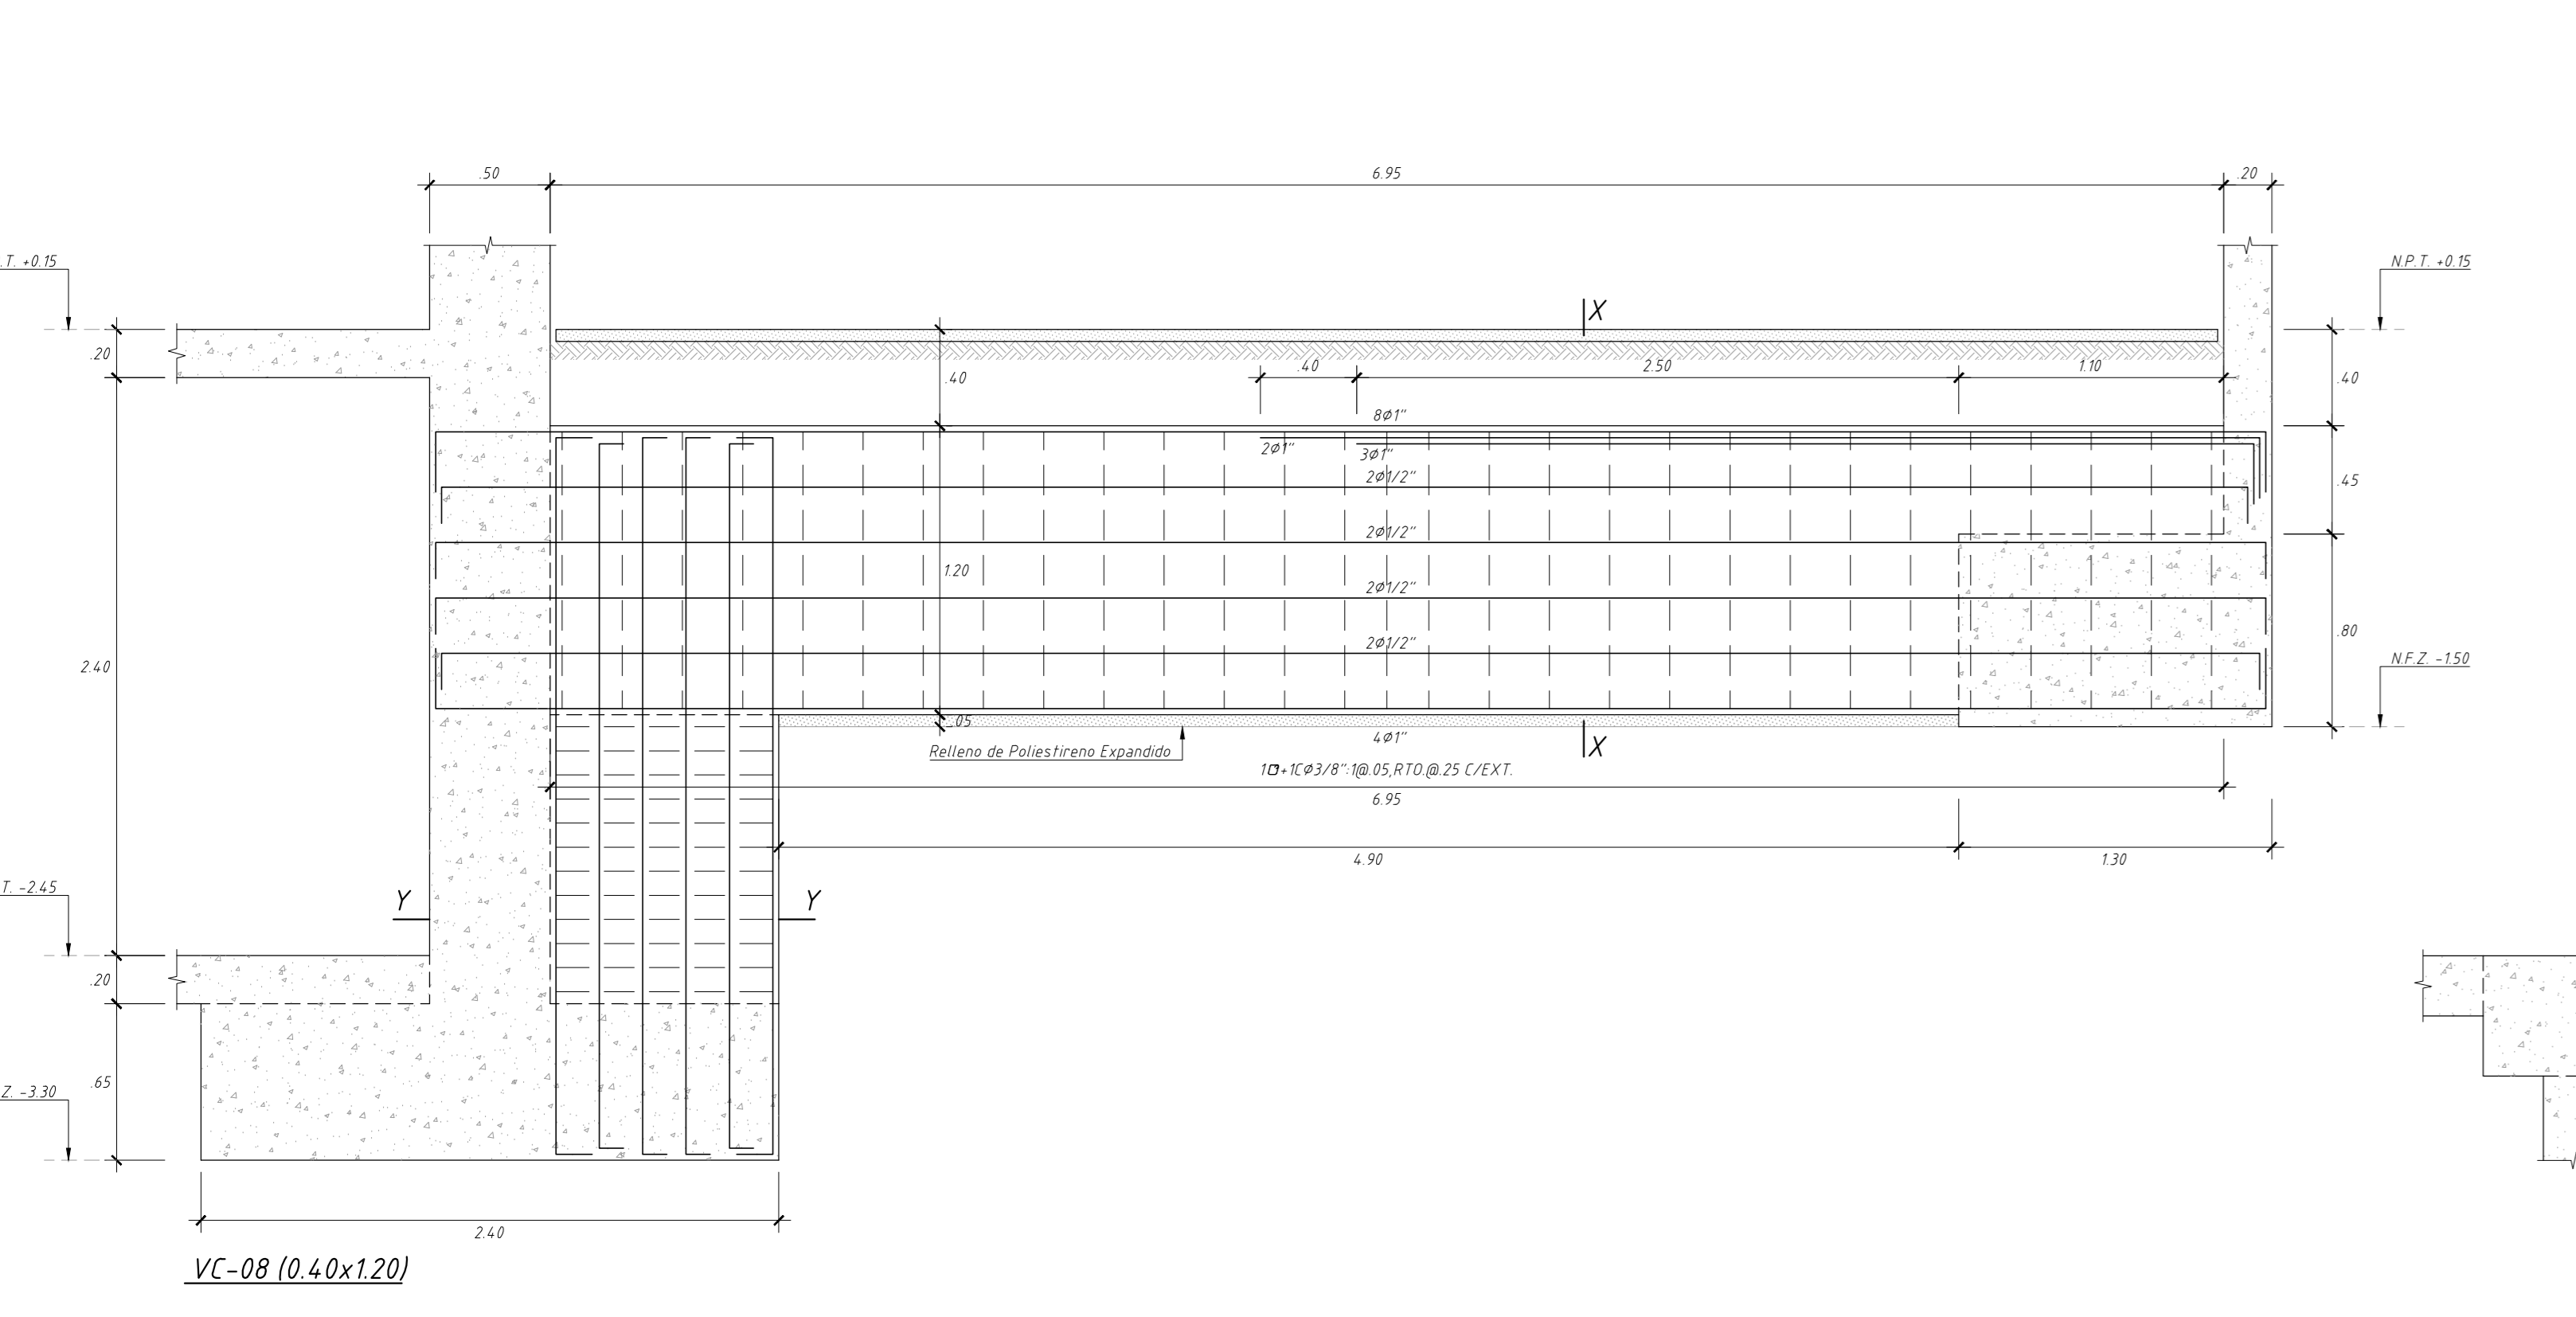 .50
6.95
.20
.T. +0.15
N.P.T. +0.15
X
.20
.40
.40
2.50
1.10
.40
8ø1"
2ø1"
3ø1"
2ø1/2"
.45
2ø1/2"
1.20
2ø1/2"
.80
2ø1/2"
2.40
N.F.Z. -1.50
.05
4ø1"
Relleno de Poliestireno Expandido
X
+1Cø3/8":1@.05,RTO.@.25 C/EXT.
6.95
4.90
1.30
T. -2.45
Y
Y
.20
.65
Z. -3.30
2.40
VC-08 (0.40x1.20)